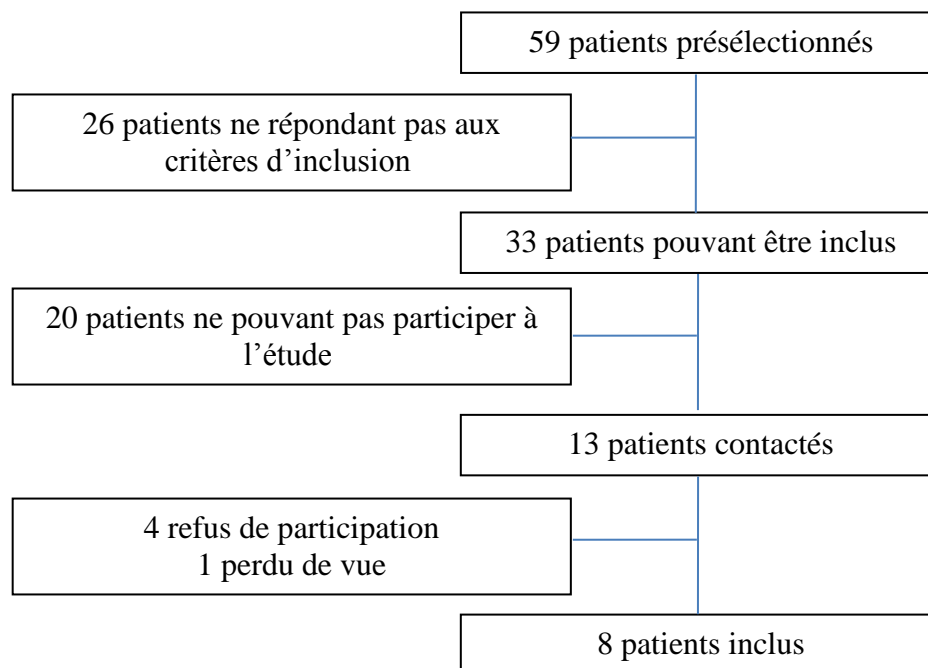 59 patients présélectionnés
26 patients ne répondant pas aux
critères d’inclusion
33 patients pouvant être inclus
20 patients ne pouvant pas participer à
l’étude
13 patients contactés
4 refus de participation
1 perdu de vue
8 patients inclus